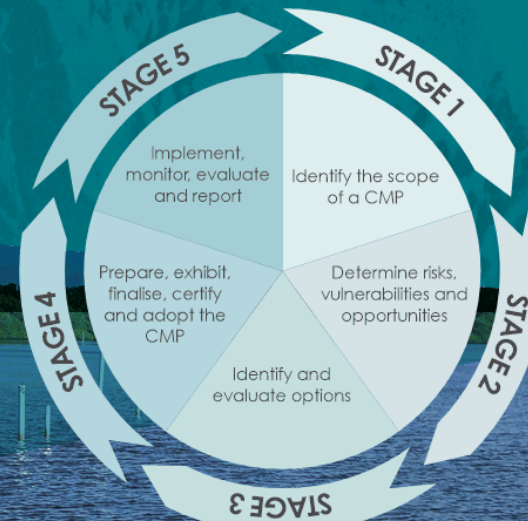 STAGE 1
Identify the scope
of a CMP
STAGE 2
Determine risks,
vulnerabilities and
opportunities
STAGE 3
Identify and
evaluate options
STAGE 4
Prepare, exhibit,
finalise, certify
and adopt the
CMP
STAGE 5
Implement,
monitor, evaluate
and report